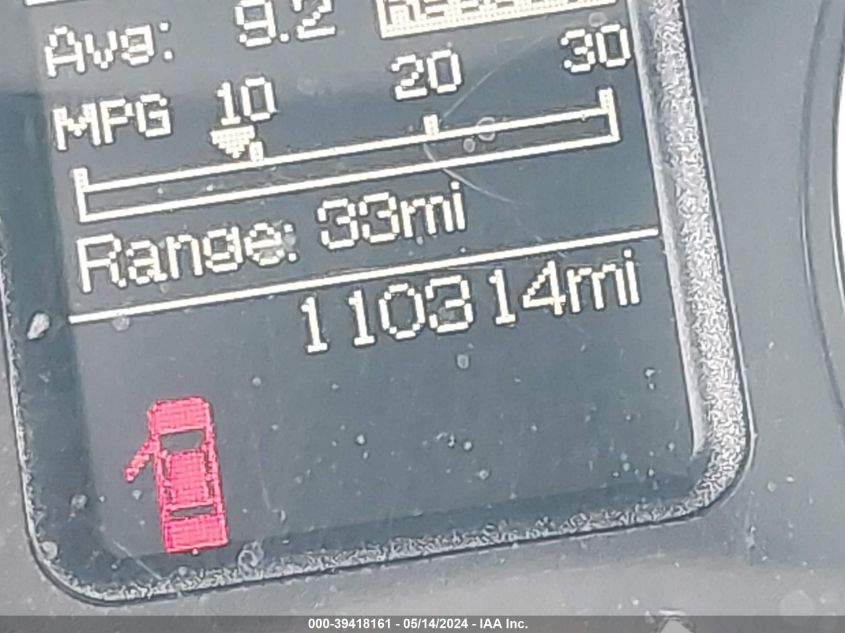 Avg: 9.2
MPG 10 20 30
Range: 33mi
110314mi
000-39418161 - 05/14/2024 - IAA Inc.